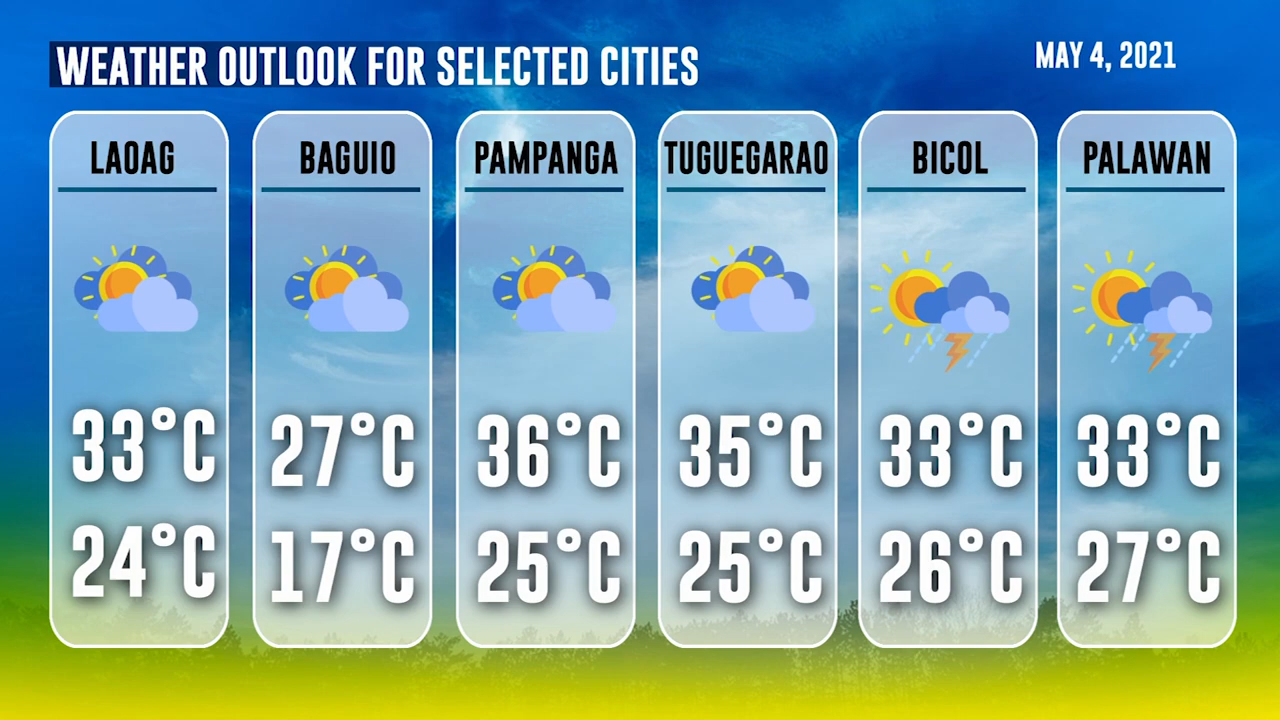 WEATHER OUTLOOK FOR SELECTED CITIES
MAY 4, 2021
LAOAG
33°C
24°C
BAGUIO
27°C
17°C
PAMPANGA
36°C
25°C
TUGUEGARAO
35°C
25°C
BICOL
33°C
26°C
PALAWAN
33°C
27°C